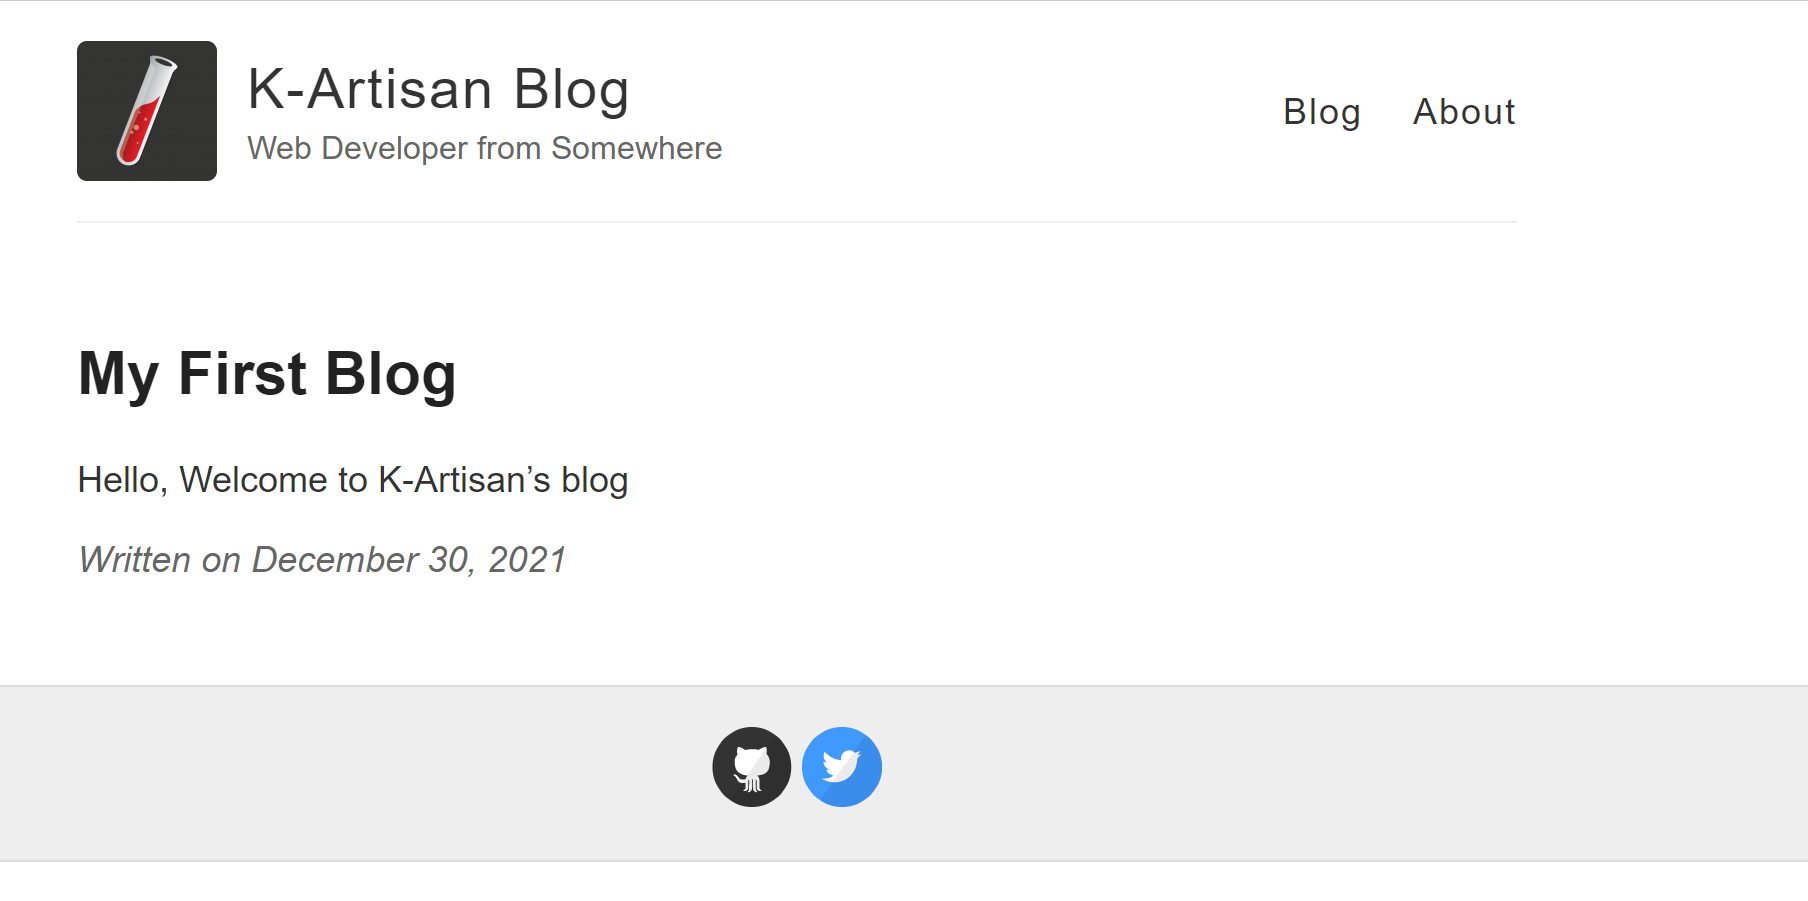 K-Artisan Blog
Web Developer from Somewhere
Blog
About
My First Blog
Hello, Welcome to K-Artisan’s blog
Written on December 30, 2021